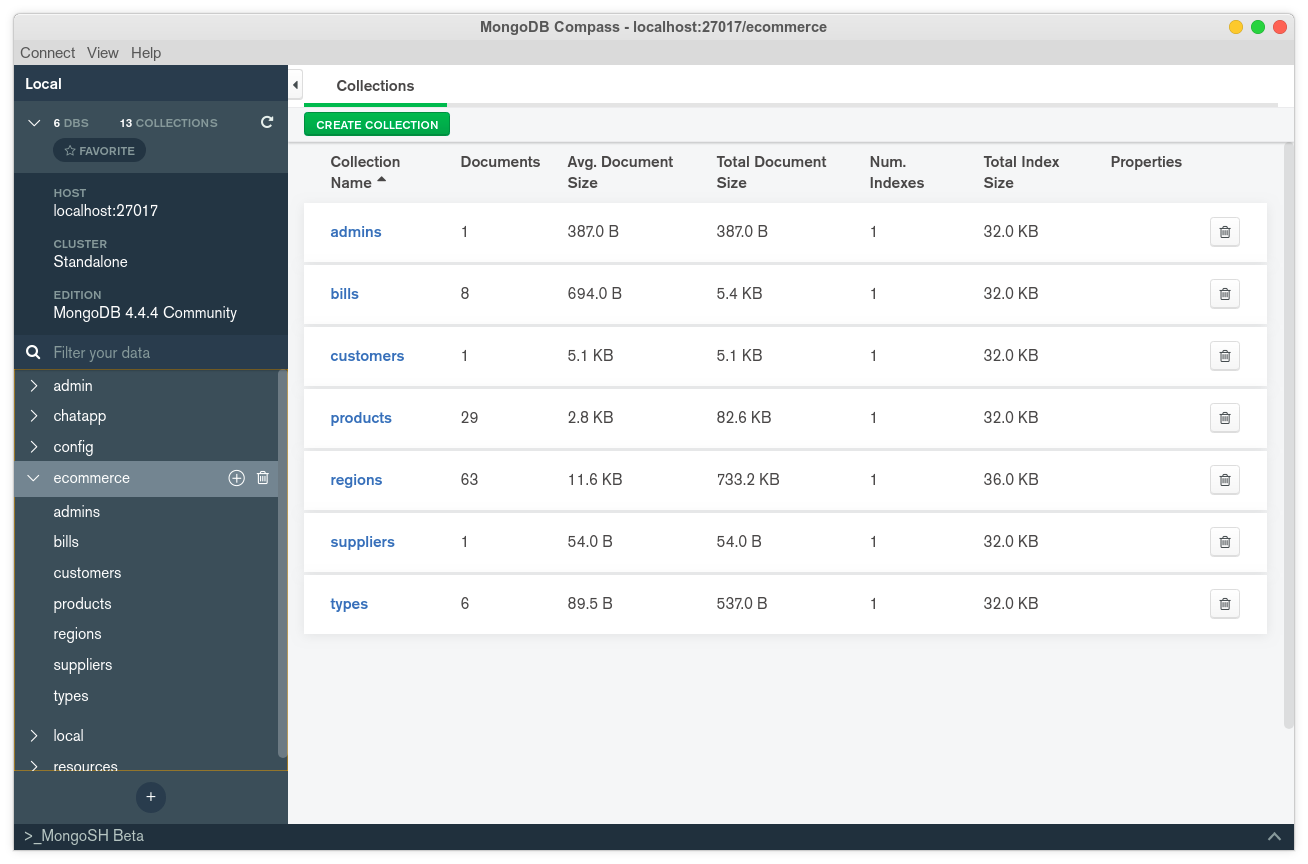 MongoDB Compass - localhost:27017/ecommerce
Connect View Help
Local
6 DBS 13 COLLECTIONS
FAVORITE
HOST
localhost:27017
CLUSTER
Standalone
EDITION
MongoDB 4.4.4 Community
Filter your data
admin
chatapp
config
ecommerce
admins
bills
customers
products
regions
suppliers
types
local
resources
+
Collections
CREATE COLLECTION
Collection Name Documents Avg. Document Size Total Document Size Num. Indexes Total Index Size Properties
admins 1 387.0 B 387.0 B 1 32.0 KB
bills 8 694.0 B 5.4 KB 1 32.0 KB
customers 1 5.1 KB 5.1 KB 1 32.0 KB
products 29 2.8 KB 82.6 KB 1 32.0 KB
regions 63 11.6 KB 733.2 KB 1 36.0 KB
suppliers 1 54.0 B 54.0 B 1 32.0 KB
types 6 89.5 B 537.0 B 1 32.0 KB
>_MongoSH Beta